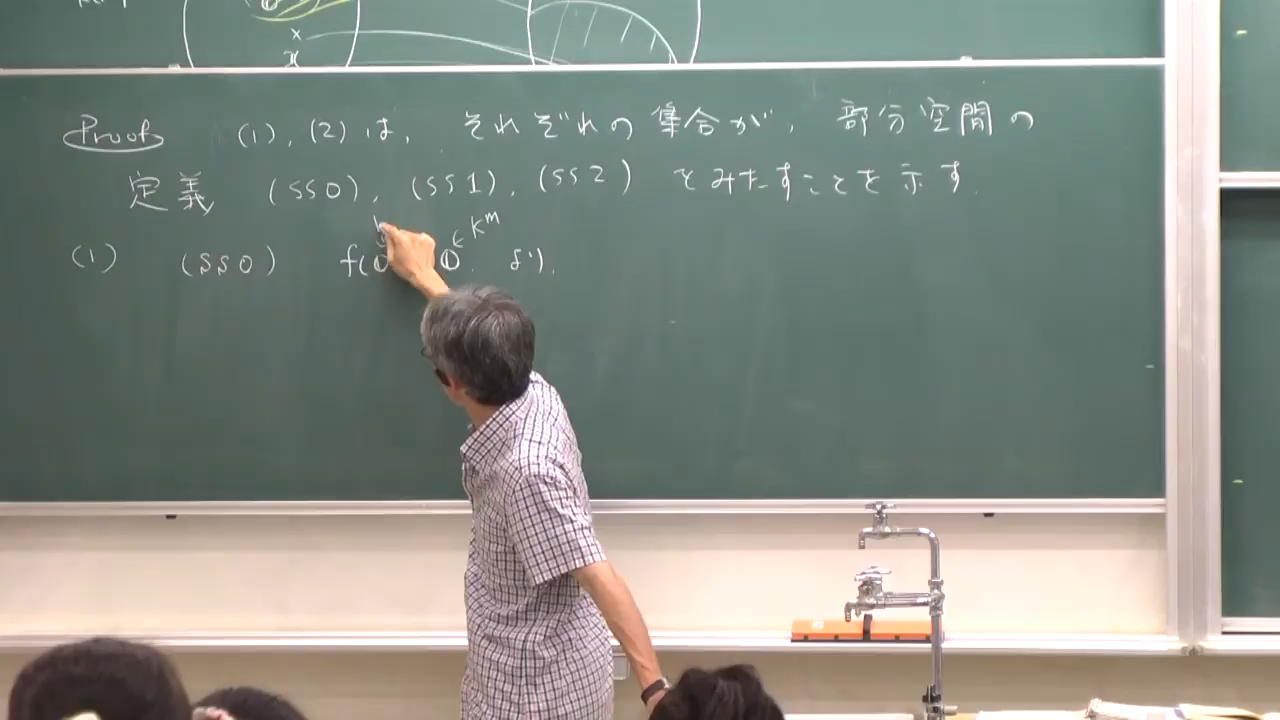 x
x
Proof (1), (2) は, それぞれの集合が, 部分空間の
定義 (SS0), (SS1), (SS2) をみたすことを示す.
∈ K^m
(1) (SS0) f(𝟘 𝟘. より,